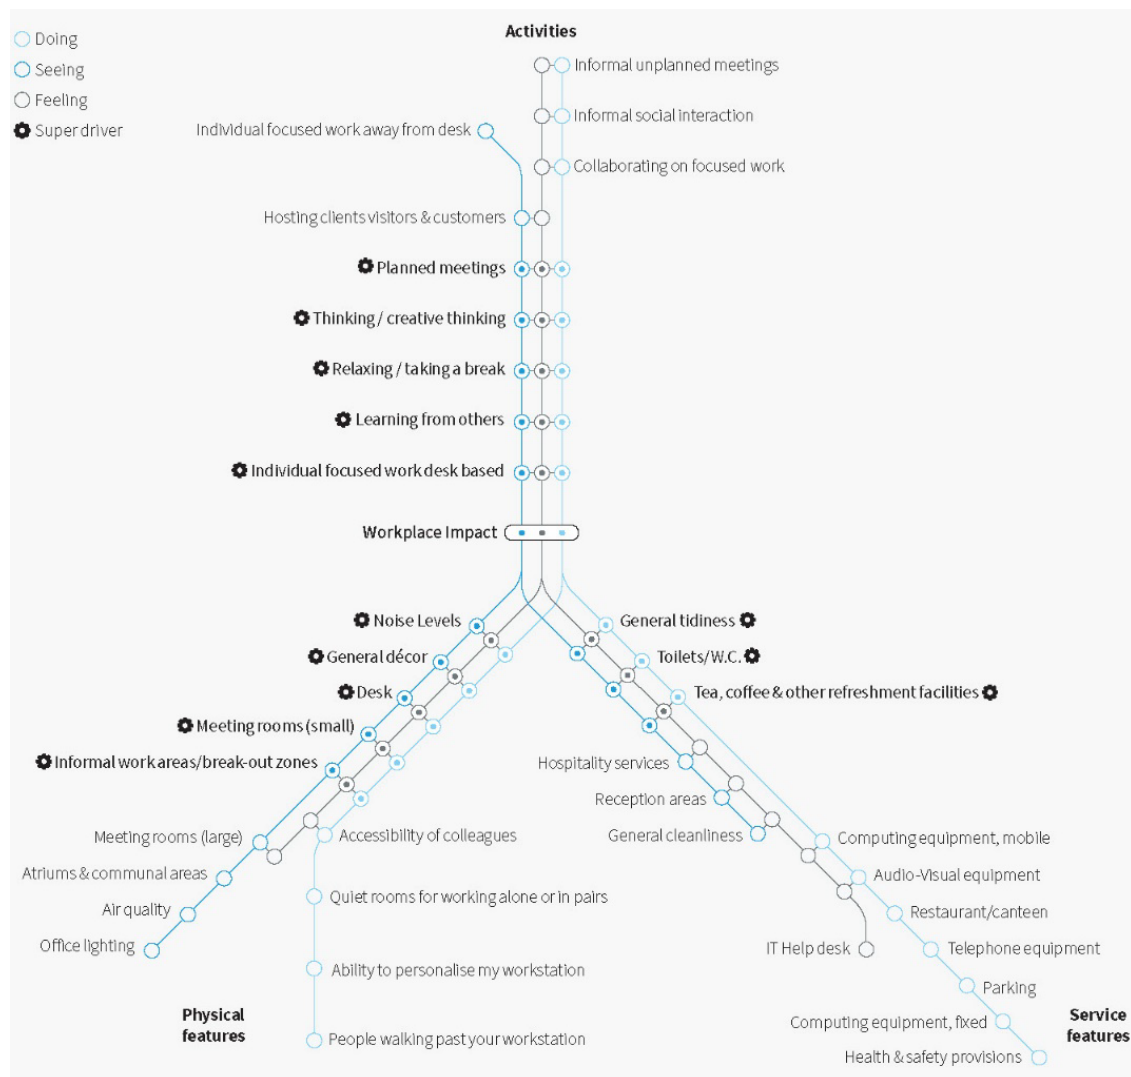 Activities
Doing
Seeing
Feeling
Super driver
Informal unplanned meetings
Informal social interaction
Individual focused work away from desk
Collaborating on focused work
Hosting clients visitors & customers
Planned meetings
Thinking / creative thinking
Relaxing / taking a break
Learning from others
Individual focused work desk based
Workplace Impact
Noise Levels
General décor
Desk
Meeting rooms (small)
Informal work areas/break-out zones
Meeting rooms (large)
Atriums & communal areas
Air quality
Office lighting
Accessibility of colleagues
Quiet rooms for working alone or in pairs
Ability to personalise my workstation
People walking past your workstation
Physical
features
General tidiness
Toilets/W.C.
Tea, coffee & other refreshment facilities
Hospitality services
Reception areas
General cleanliness
Computing equipment, mobile
Audio-Visual equipment
Restaurant/canteen
IT Help desk
Telephone equipment
Parking
Computing equipment, fixed
Health & safety provisions
Service
features